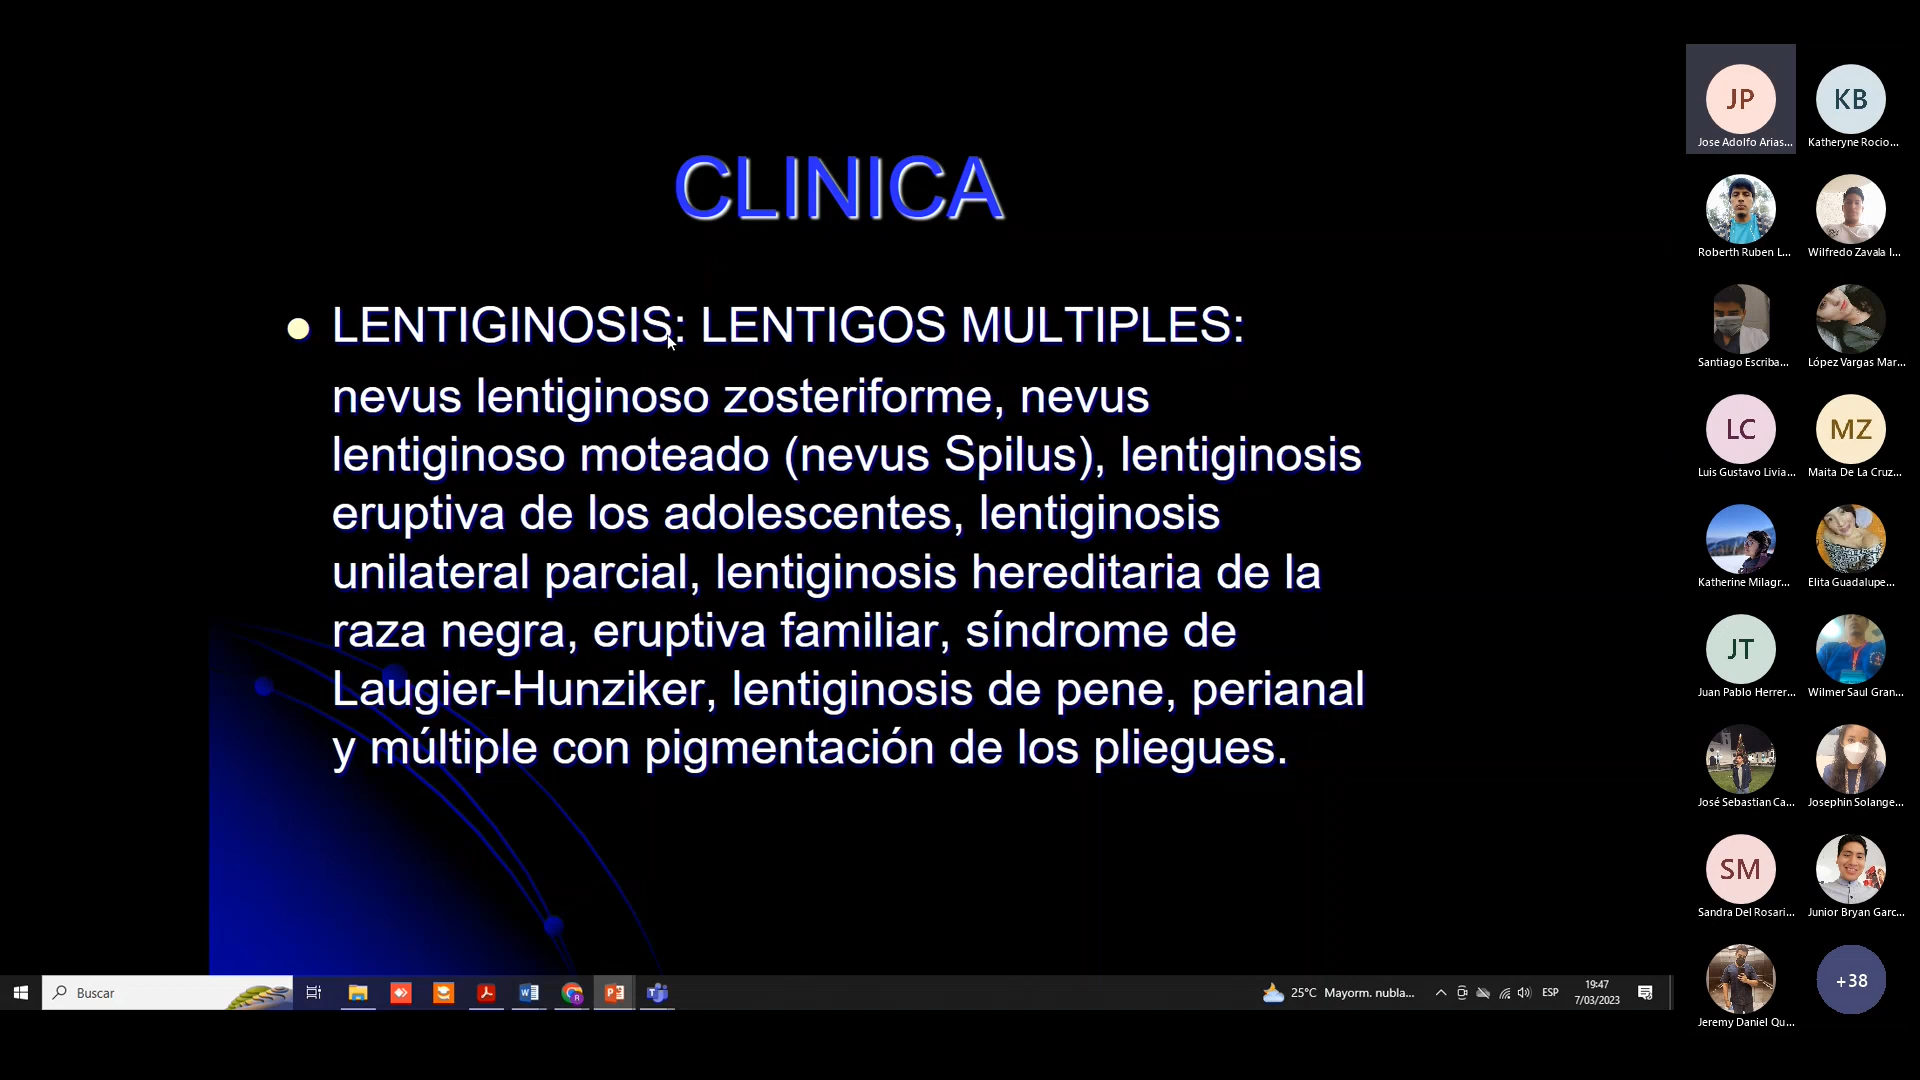 CLINICA
LENTIGINOSIS: LENTIGOS MULTIPLES:
nevus lentiginoso zosteriforme, nevus
lentiginoso moteado (nevus Spilus), lentiginosis
eruptiva de los adolescentes, lentiginosis
unilateral parcial, lentiginosis hereditaria de la
raza negra, eruptiva familiar, síndrome de
Laugier-Hunziker, lentiginosis de pene, perianal
y múltiple con pigmentación de los pliegues.
JP
Jose Adolfo Arias...
KB
Katheryne Rocio...
Roberth Ruben L...
Wilfredo Zavala I...
Santiago Escriba...
López Vargas Mar...
LC
Luis Gustavo Livia...
MZ
Maita De La Cruz...
Katherine Milagr...
Elita Guadalupe...
JT
Juan Pablo Herrer...
Wilmer Saul Gran...
José Sebastian Ca...
Josephin Solange...
SM
Sandra Del Rosari...
Junior Bryan Garc...
Jeremy Daniel Qu...
+38
Buscar
25°C Mayorm. nubla...
ESP
19:47
7/03/2023